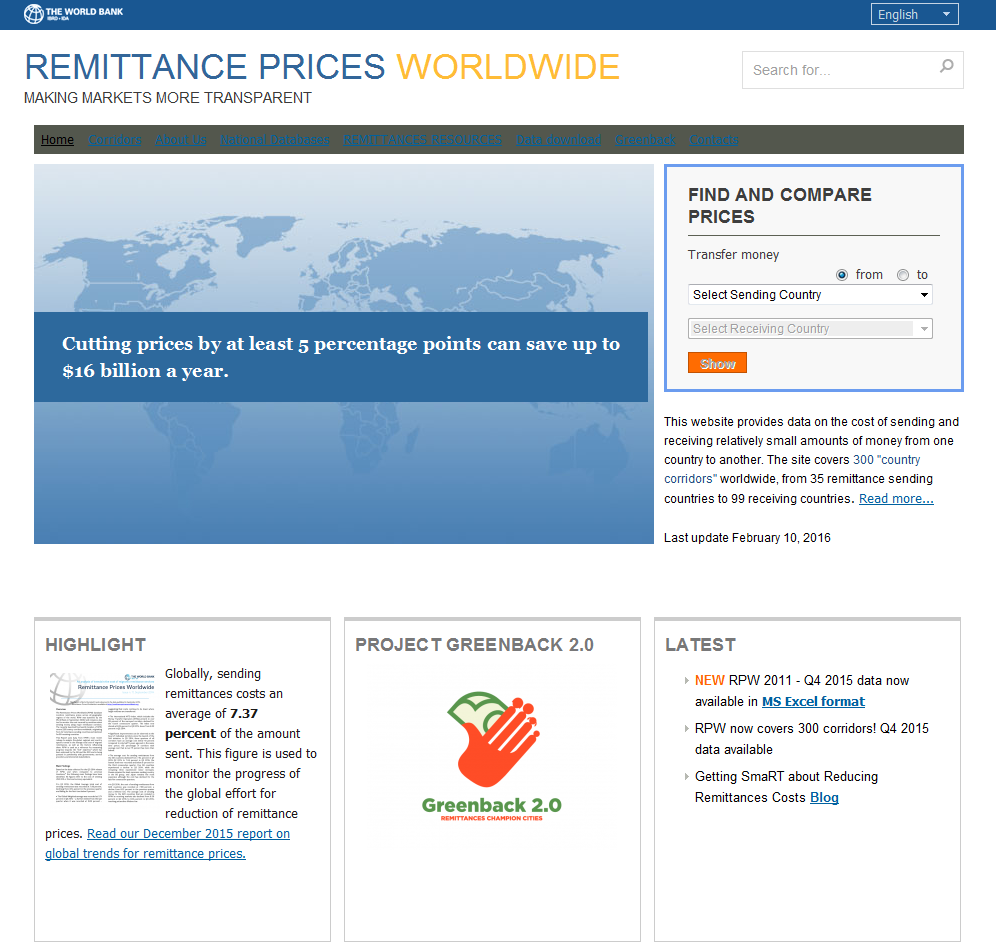 THE WORLD BANK
IBRD • IDA
English
REMITTANCE PRICES WORLDWIDE
MAKING MARKETS MORE TRANSPARENT
Search for...
Home Corridors About Us National Databases REMITTANCES RESOURCES Data download Greenback Contacts
Cutting prices by at least 5 percentage points can save up to
$16 billion a year.
FIND AND COMPARE
PRICES
Transfer money
from to
Select Sending Country
Select Receiving Country
Show
This website provides data on the cost of sending and
receiving relatively small amounts of money from one
country to another. The site covers 300 "country
corridors" worldwide, from 35 remittance sending
countries to 99 receiving countries. Read more...
Last update February 10, 2016
HIGHLIGHT
Remittance Prices Worldwide
Globally, sending
remittances costs an
average of 7.37
percent of the amount
sent. This figure is used to
monitor the progress of
the global effort for
reduction of remittance
prices. Read our December 2015 report on
global trends for remittance prices.
PROJECT GREENBACK 2.0
Greenback 2.0
REMITTANCES CHAMPION CITIES
LATEST
NEW RPW 2011 - Q4 2015 data now
available in MS Excel format
RPW now covers 300 corridors! Q4 2015
data available
Getting SmaRT about Reducing
Remittances Costs Blog